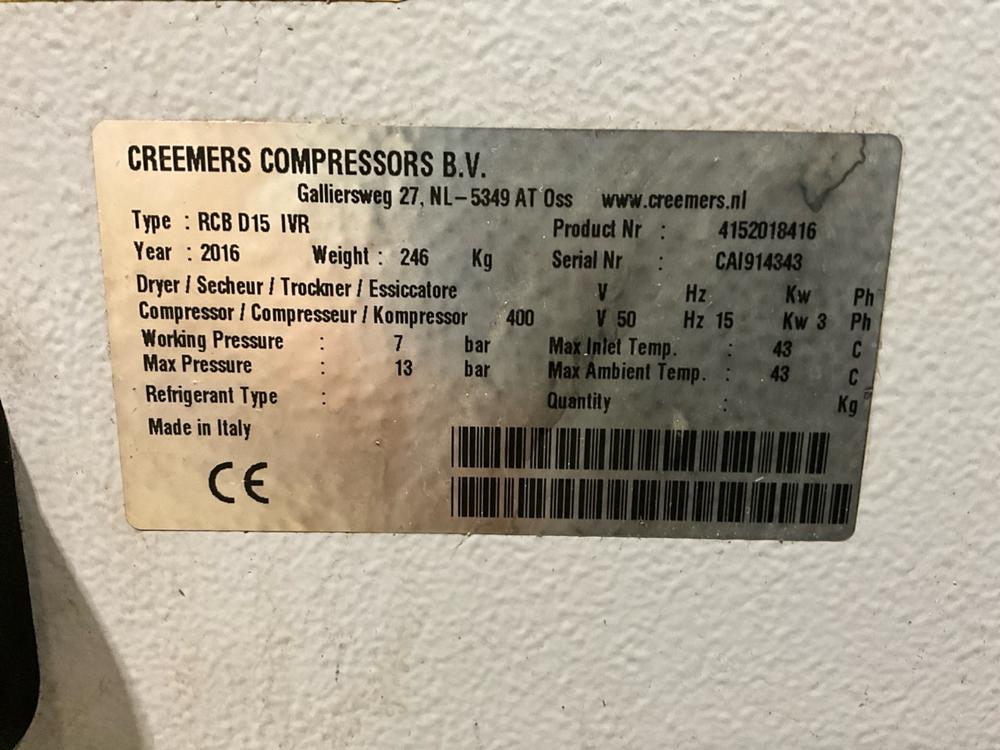 CREEMERS COMPRESSORS B.V.
Galliersweg 27, NL-5349 AT Oss www.creemers.nl
Type : RCB D15 IVR Product Nr : 4152018416
Year : 2016 Weight : 246 Kg Serial Nr : CAI914343
Dryer / Secheur / Trockner / Essiccatore V Hz Kw Ph
Compressor / Compresseur / Kompressor 400 V 50 Hz 15 Kw 3 Ph
Working Pressure : 7 bar Max Inlet Temp. : 43 C
Max Pressure : 13 bar Max Ambient Temp. : 43 C
Refrigerant Type : Quantity : Kg
Made in Italy
CE